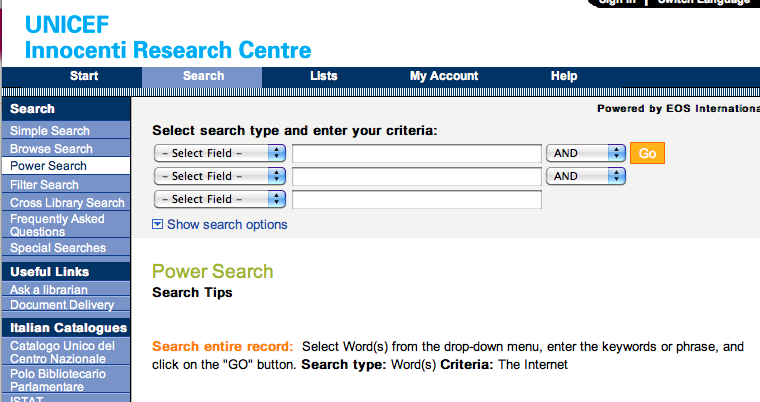 Sign In | Switch Language
UNICEF
Innocenti Research Centre
Start Search Lists My Account Help
Powered by EOS Internationa
Search
Simple Search
Browse Search
Power Search
Filter Search
Cross Library Search
Frequently Asked
Questions
Special Searches
Useful Links
Ask a librarian
Document Delivery
Italian Catalogues
Catalogo Unico del
Centro Nazionale
Polo Bibliotecario
Parlamentare
ISTAT
Select search type and enter your criteria:
- Select Field - AND Go
- Select Field - AND
- Select Field -
Show search options
Power Search
Search Tips
Search entire record: Select Word(s) from the drop-down menu, enter the keywords or phrase, and
click on the "GO" button. Search type: Word(s) Criteria: The Internet